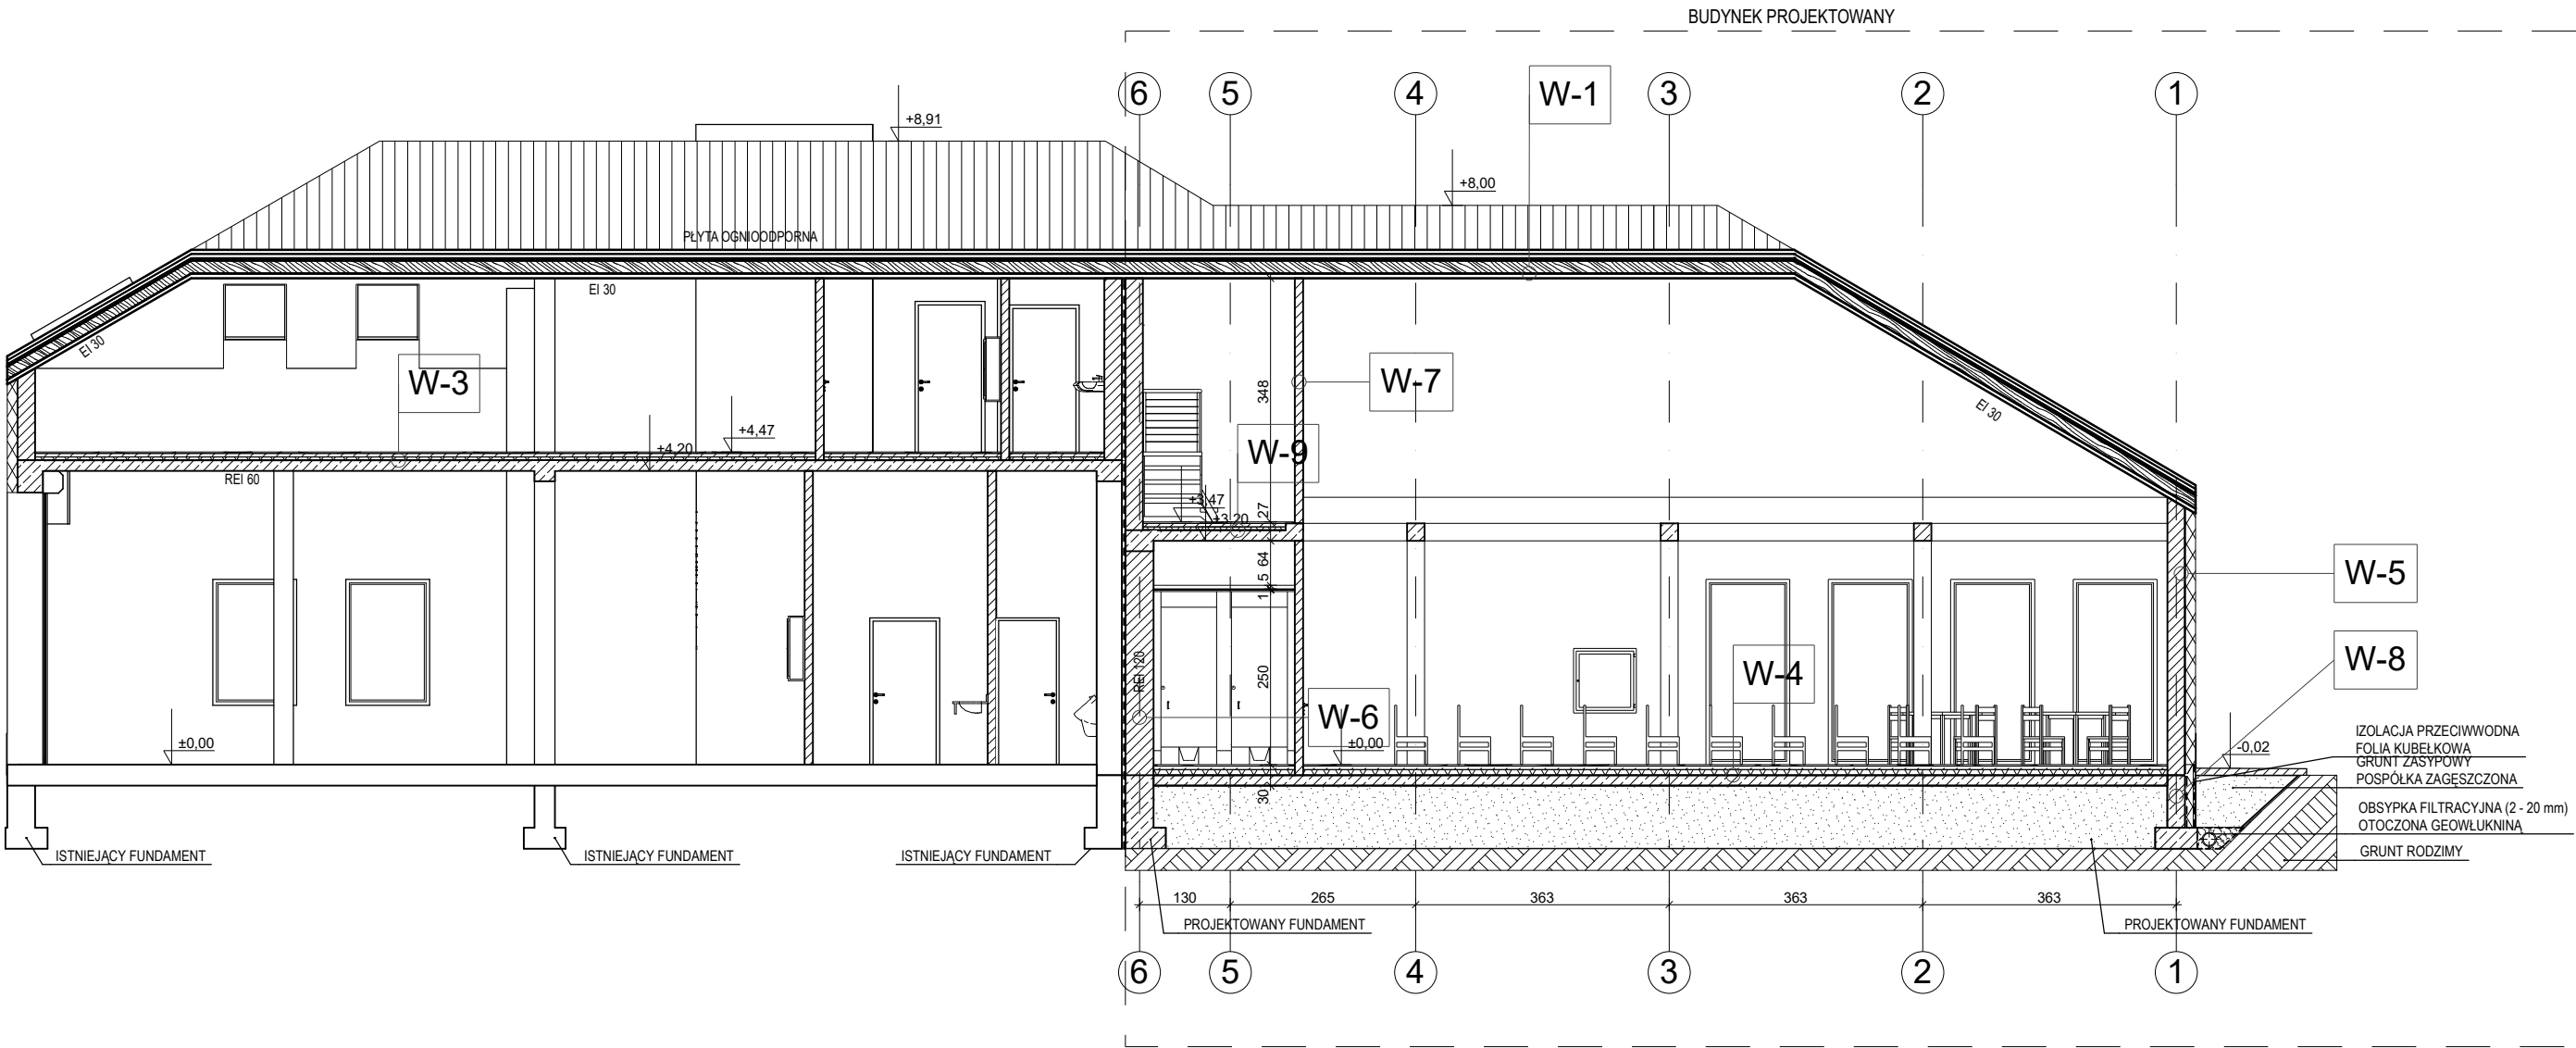 BUDYNEK PROJEKTOWANY
6
5
4
W-1
3
2
1
+8,91
+8,00
PŁYTA OGNIOODPORNA
EI 30
EI 30
W-3
W-7
348
EI 30
+4,47
+4,20
W-9
REI 60
+3,47
+3,20
27
64
1,5
W-5
W-8
REI 120
250
W-4
W-6
±0,00
±0,00
-0,02
30
IZOLACJA PRZECIWWODNA
FOLIA KUBEŁKOWA
GRUNT ZASYPOWY
POSPÓŁKA ZAGĘSZCZONA
OBSYPKA FILTRACYJNA (2 - 20 mm)
OTOCZONA GEOWŁUKNINĄ
GRUNT RODZIMY
ISTNIEJĄCY FUNDAMENT
ISTNIEJĄCY FUNDAMENT
ISTNIEJĄCY FUNDAMENT
130
265
363
363
363
PROJEKTOWANY FUNDAMENT
PROJEKTOWANY FUNDAMENT
6
5
4
3
2
1